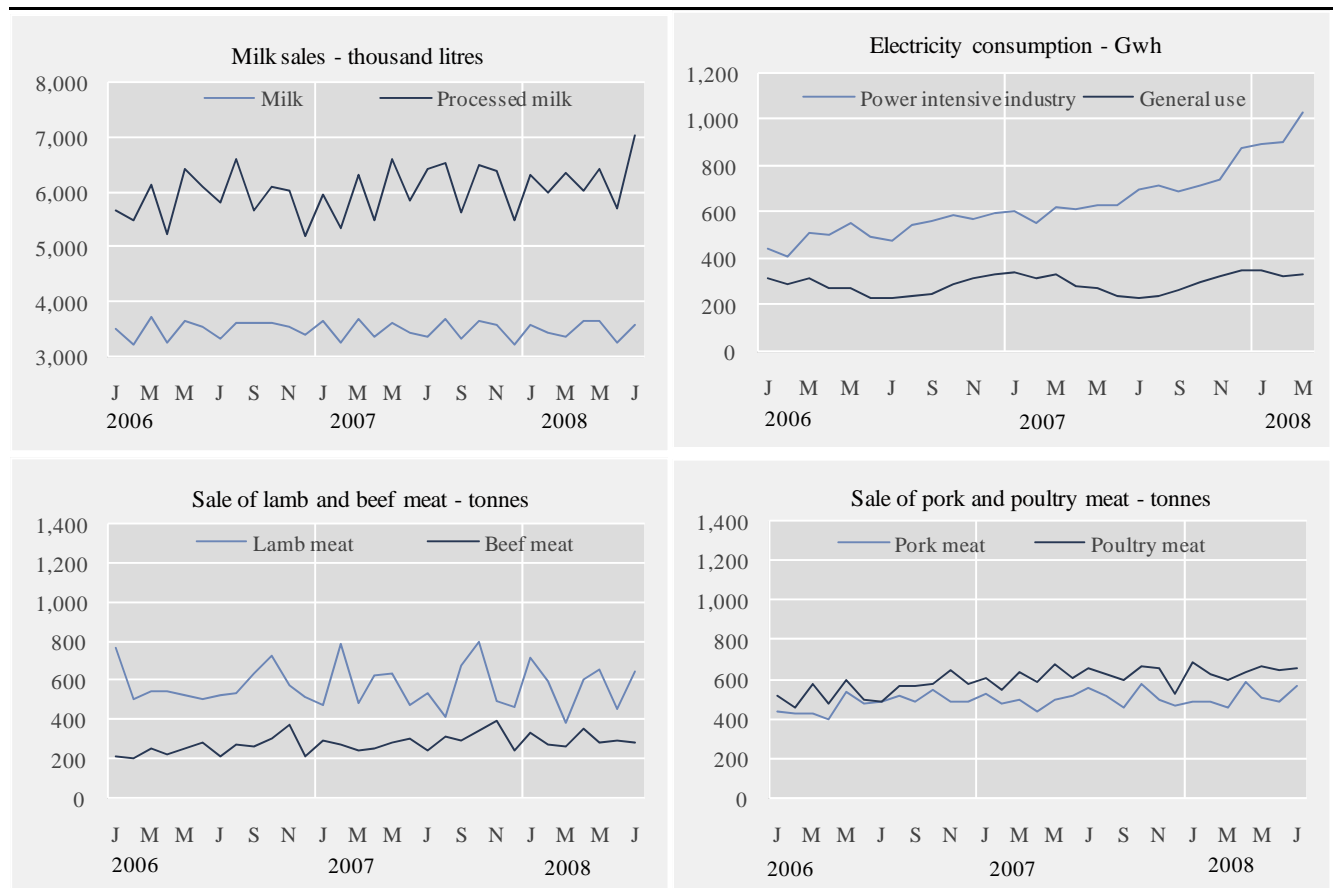 Milk sales - thousand litres
8,000
Milk Processed milk
7,000
6,000
5,000
4,000
3,000
J M M J S N J M M J S N J M M J
2006 2007 2008
Electricity consumption - Gwh
1,200
Power intensive industry General use
1,000
800
600
400
200
0
J M M J S N J M M J S N J M
2006 2007 2008
Sale of lamb and beef meat - tonnes
1,400
Lamb meat Beef meat
1,200
1,000
800
600
400
200
0
J M M J S N J M M J S N J M M J
2006 2007 2008
Sale of pork and poultry meat - tonnes
1,400
Pork meat Poultry meat
1,200
1,000
800
600
400
200
0
J M M J S N J M M J S N J M M J
2006 2007 2008